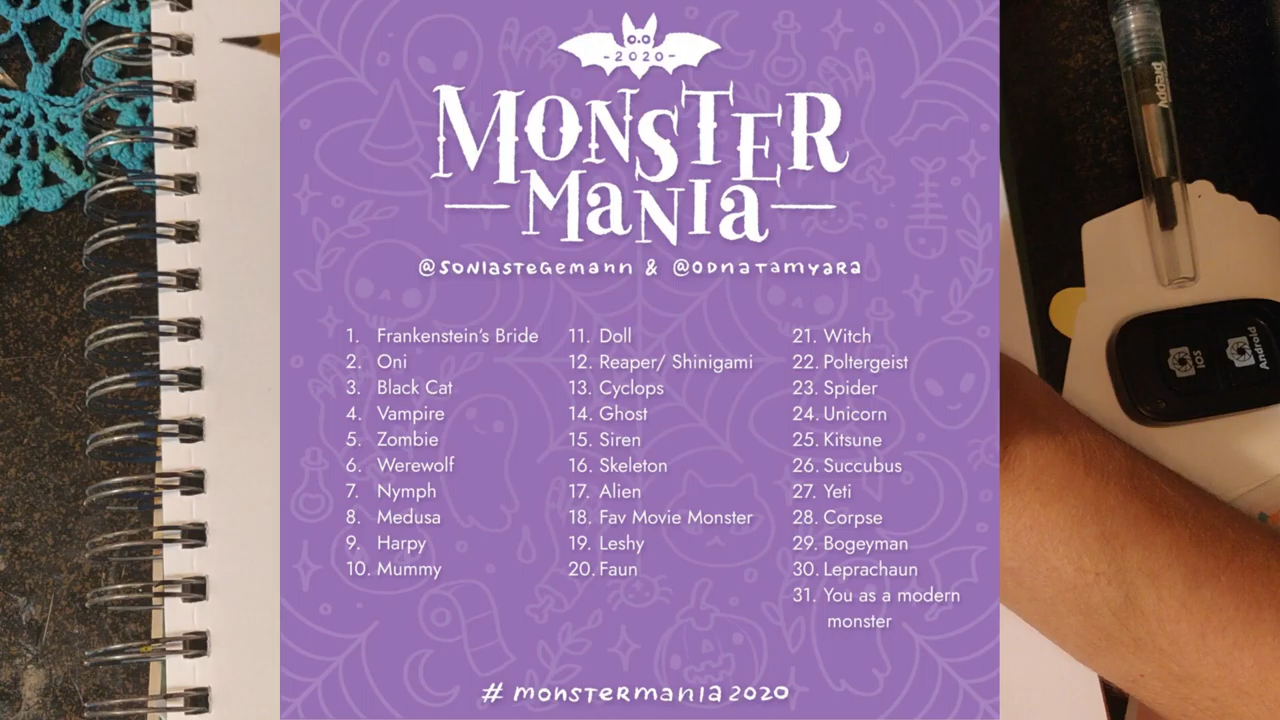 -2020-
MONSTER
MANIA
@SONIASTEGEMANN & @ODNATAMYARA
1. Frankenstein's Bride
2. Oni
3. Black Cat
4. Vampire
5. Zombie
6. Werewolf
7. Nymph
8. Medusa
9. Harpy
10. Mummy
11. Doll
12. Reaper/ Shinigami
13. Cyclops
14. Ghost
15. Siren
16. Skeleton
17. Alien
18. Fav Movie Monster
19. Leshy
20. Faun
21. Witch
22. Poltergeist
23. Spider
24. Unicorn
25. Kitsune
26. Succubus
27. Yeti
28. Corpse
29. Bogeyman
30. Leprachaun
31. You as a modern
monster
#monstermania2020
Addard
iOS
Android